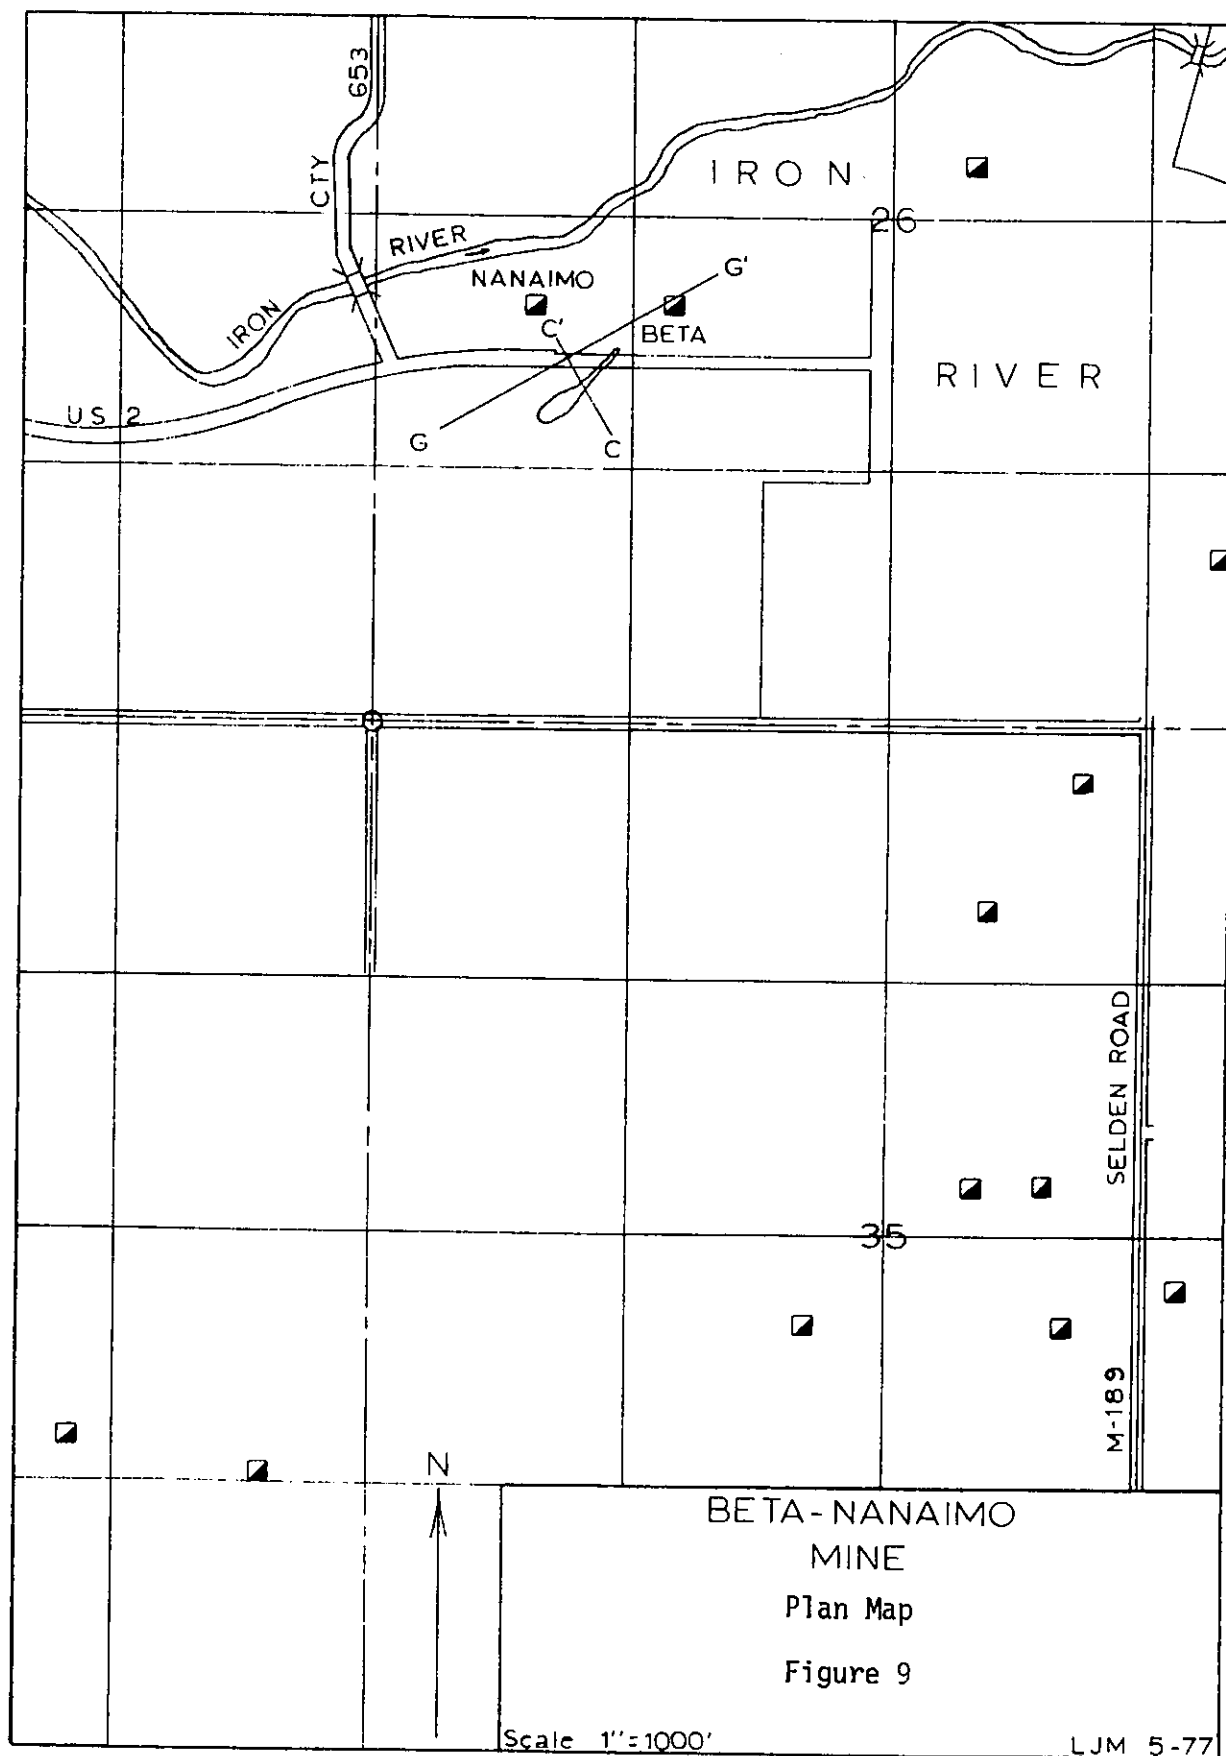 653
CTY
IRON
26
RIVER
NANAIMO
G'
IRON
C'
BETA
RIVER
US 2
G
C
SELDEN ROAD
35
M-189
N
BETA-NANAIMO
MINE
Plan Map
Figure 9
Scale 1"=1000'
LJM 5-77